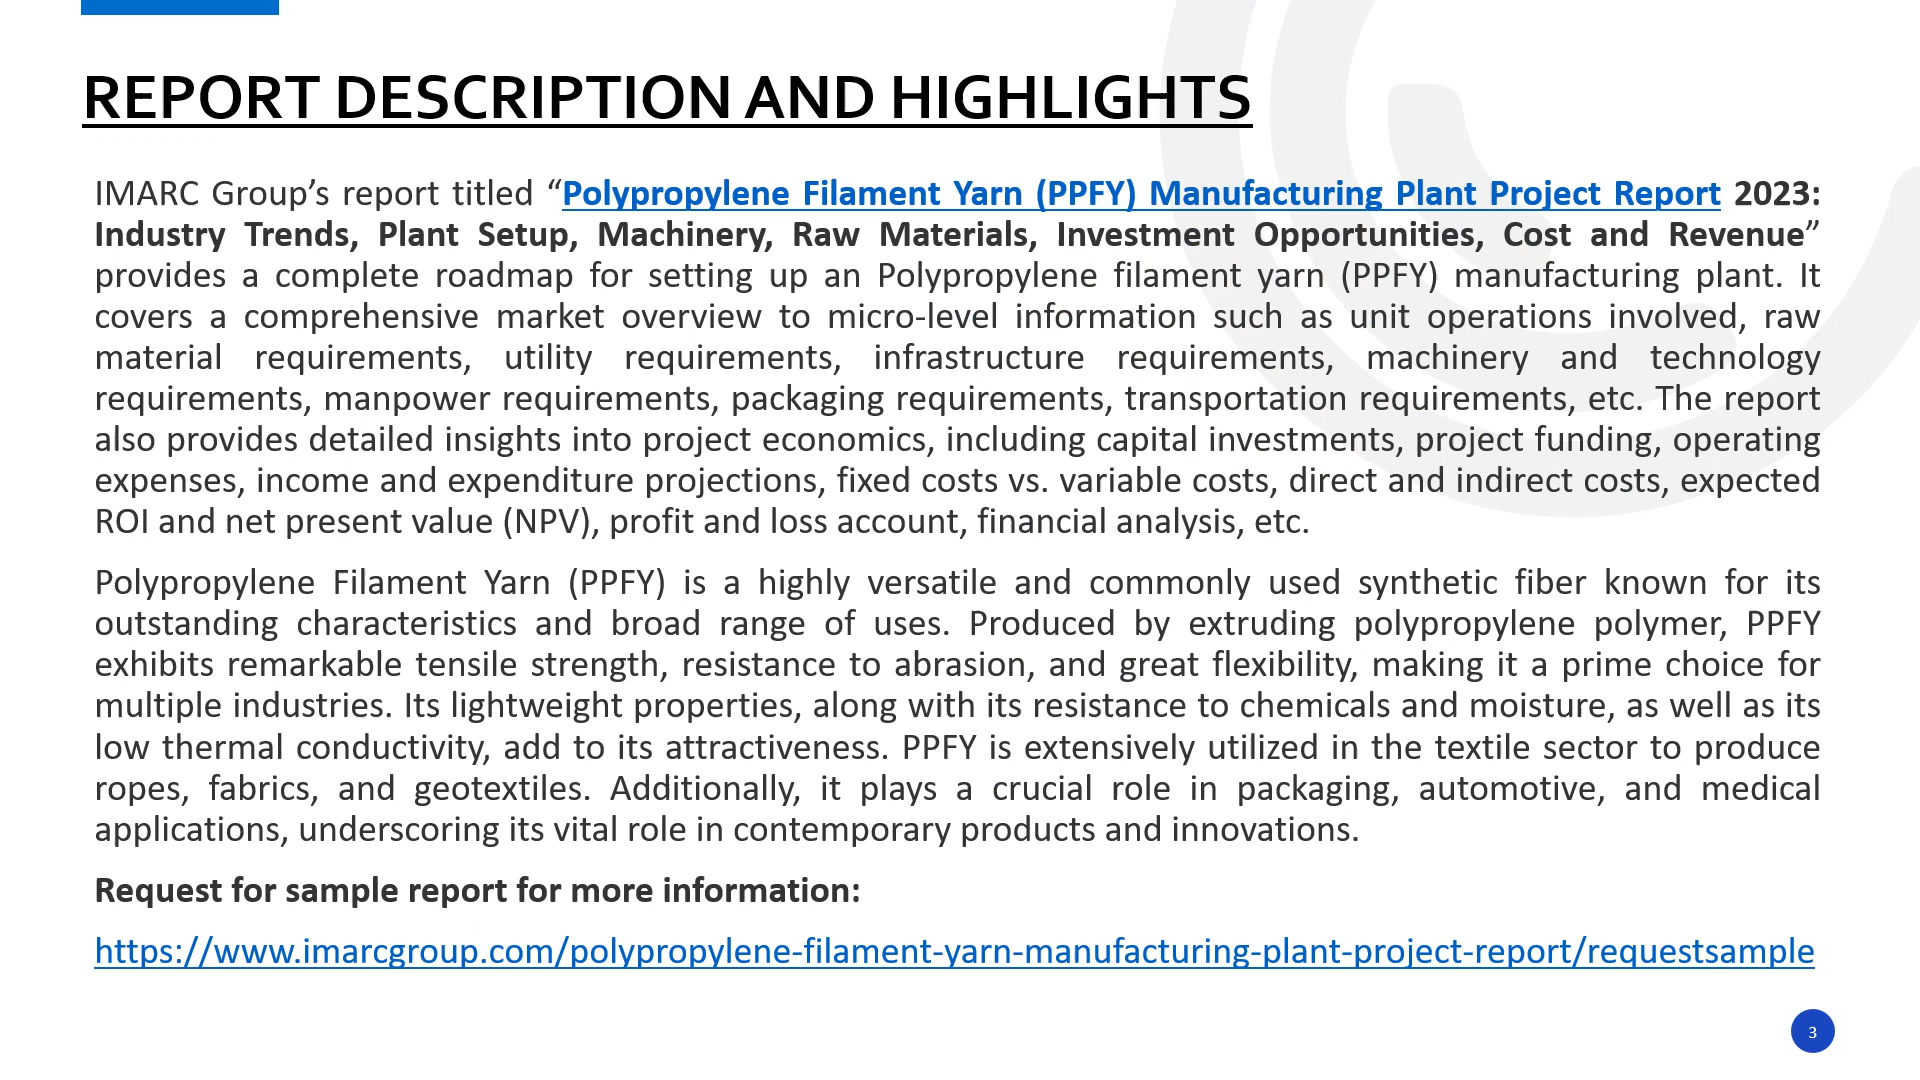 REPORT DESCRIPTION AND HIGHLIGHTS
IMARC Group’s report titled “Polypropylene Filament Yarn (PPFY) Manufacturing Plant Project Report 2023:
Industry Trends, Plant Setup, Machinery, Raw Materials, Investment Opportunities, Cost and Revenue”
provides a complete roadmap for setting up an Polypropylene filament yarn (PPFY) manufacturing plant. It
covers a comprehensive market overview to micro-level information such as unit operations involved, raw
material requirements, utility requirements, infrastructure requirements, machinery and technology
requirements, manpower requirements, packaging requirements, transportation requirements, etc. The report
also provides detailed insights into project economics, including capital investments, project funding, operating
expenses, income and expenditure projections, fixed costs vs. variable costs, direct and indirect costs, expected
ROI and net present value (NPV), profit and loss account, financial analysis, etc.
Polypropylene Filament Yarn (PPFY) is a highly versatile and commonly used synthetic fiber known for its
outstanding characteristics and broad range of uses. Produced by extruding polypropylene polymer, PPFY
exhibits remarkable tensile strength, resistance to abrasion, and great flexibility, making it a prime choice for
multiple industries. Its lightweight properties, along with its resistance to chemicals and moisture, as well as its
low thermal conductivity, add to its attractiveness. PPFY is extensively utilized in the textile sector to produce
ropes, fabrics, and geotextiles. Additionally, it plays a crucial role in packaging, automotive, and medical
applications, underscoring its vital role in contemporary products and innovations.
Request for sample report for more information:
https://www.imarcgroup.com/polypropylene-filament-yarn-manufacturing-plant-project-report/requestsample
3